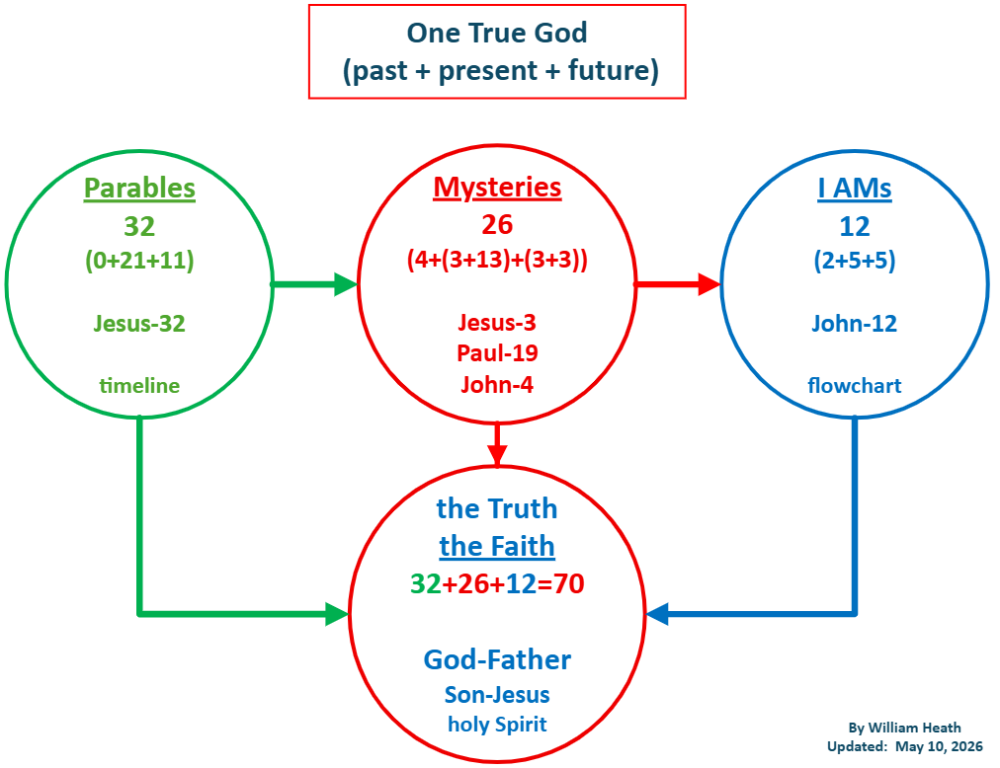 One True God
(past + present + future)
Parables
32
(0+21+11)
Jesus-32
timeline
Mysteries
26
(4+(3+13)+(3+3))
Jesus-3
Paul-19
John-4
I AMs
12
(2+5+5)
John-12
flowchart
the Truth
the Faith
32+26+12=70
God-Father
Son-Jesus
holy Spirit
By William Heath
Updated:  May 10, 2026